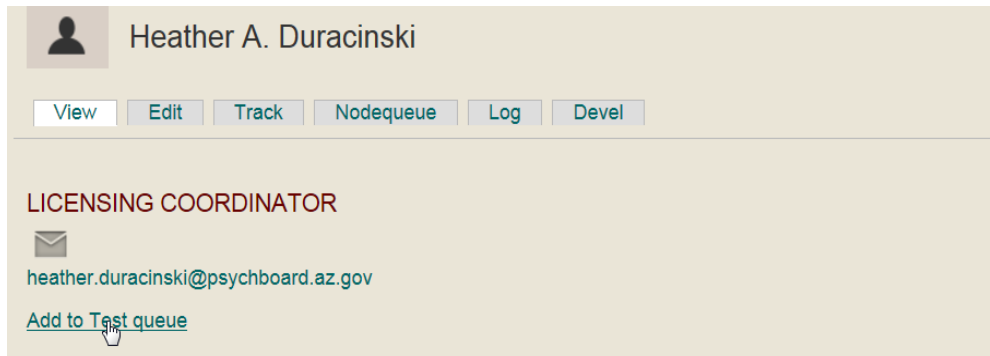 Heather A. Duracinski
View Edit Track Nodequeue Log Devel
LICENSING COORDINATOR
heather.duracinski@psychboard.az.gov
Add to Test queue